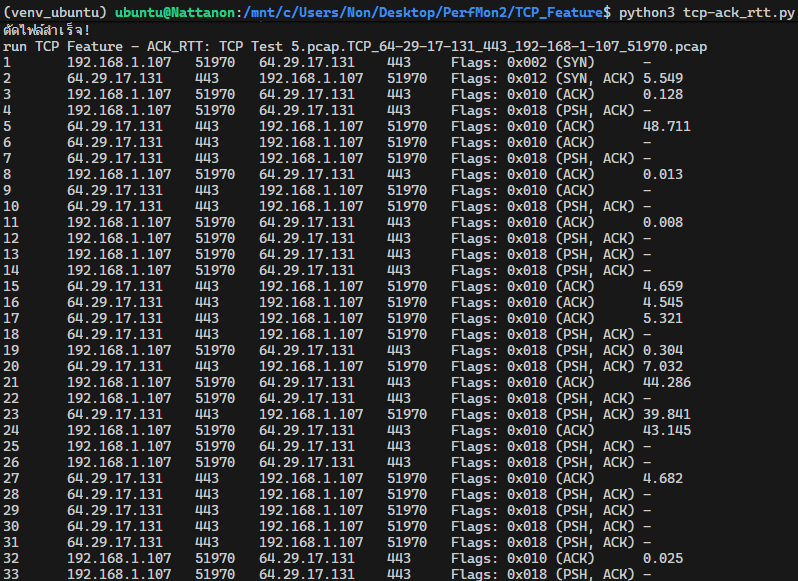 (venv_ubuntu) ubuntu@Nattanon:/mnt/c/Users/Non/Desktop/PerfMon2/TCP_Feature$ python3 tcp-ack_rtt.py
ตัดไฟล์สำเร็จ!
run TCP Feature - ACK_RTT: TCP Test 5.pcap.TCP_64-29-17-131_443_192-168-1-107_51970.pcap
1 192.168.1.107 51970 64.29.17.131 443 Flags: 0x002 (SYN) -
2 64.29.17.131 443 192.168.1.107 51970 Flags: 0x012 (SYN, ACK) 5.549
3 192.168.1.107 51970 64.29.17.131 443 Flags: 0x010 (ACK) 0.128
4 192.168.1.107 51970 64.29.17.131 443 Flags: 0x018 (PSH, ACK) -
5 64.29.17.131 443 192.168.1.107 51970 Flags: 0x010 (ACK) 48.711
6 64.29.17.131 443 192.168.1.107 51970 Flags: 0x010 (ACK) -
7 64.29.17.131 443 192.168.1.107 51970 Flags: 0x018 (PSH, ACK) -
8 192.168.1.107 51970 64.29.17.131 443 Flags: 0x010 (ACK) 0.013
9 64.29.17.131 443 192.168.1.107 51970 Flags: 0x010 (ACK) -
10 64.29.17.131 443 192.168.1.107 51970 Flags: 0x018 (PSH, ACK) -
11 192.168.1.107 51970 64.29.17.131 443 Flags: 0x010 (ACK) 0.008
12 192.168.1.107 51970 64.29.17.131 443 Flags: 0x018 (PSH, ACK) -
13 192.168.1.107 51970 64.29.17.131 443 Flags: 0x018 (PSH, ACK) -
14 192.168.1.107 51970 64.29.17.131 443 Flags: 0x018 (PSH, ACK) -
15 64.29.17.131 443 192.168.1.107 51970 Flags: 0x010 (ACK) 4.659
16 64.29.17.131 443 192.168.1.107 51970 Flags: 0x010 (ACK) 4.545
17 64.29.17.131 443 192.168.1.107 51970 Flags: 0x010 (ACK) 5.321
18 64.29.17.131 443 192.168.1.107 51970 Flags: 0x018 (PSH, ACK) -
19 192.168.1.107 51970 64.29.17.131 443 Flags: 0x018 (PSH, ACK) 0.304
20 64.29.17.131 443 192.168.1.107 51970 Flags: 0x018 (PSH, ACK) 7.032
21 192.168.1.107 51970 64.29.17.131 443 Flags: 0x010 (ACK) 44.286
22 192.168.1.107 51970 64.29.17.131 443 Flags: 0x018 (PSH, ACK) -
23 64.29.17.131 443 192.168.1.107 51970 Flags: 0x018 (PSH, ACK) 39.841
24 192.168.1.107 51970 64.29.17.131 443 Flags: 0x010 (ACK) 43.145
25 192.168.1.107 51970 64.29.17.131 443 Flags: 0x018 (PSH, ACK) -
26 192.168.1.107 51970 64.29.17.131 443 Flags: 0x018 (PSH, ACK) -
27 64.29.17.131 443 192.168.1.107 51970 Flags: 0x010 (ACK) 4.682
28 64.29.17.131 443 192.168.1.107 51970 Flags: 0x018 (PSH, ACK) -
29 64.29.17.131 443 192.168.1.107 51970 Flags: 0x018 (PSH, ACK) -
30 64.29.17.131 443 192.168.1.107 51970 Flags: 0x018 (PSH, ACK) -
31 64.29.17.131 443 192.168.1.107 51970 Flags: 0x018 (PSH, ACK) -
32 192.168.1.107 51970 64.29.17.131 443 Flags: 0x010 (ACK) 0.025
33 192.168.1.107 51970 64.29.17.131 443 Flags: 0x018 (PSH, ACK) -